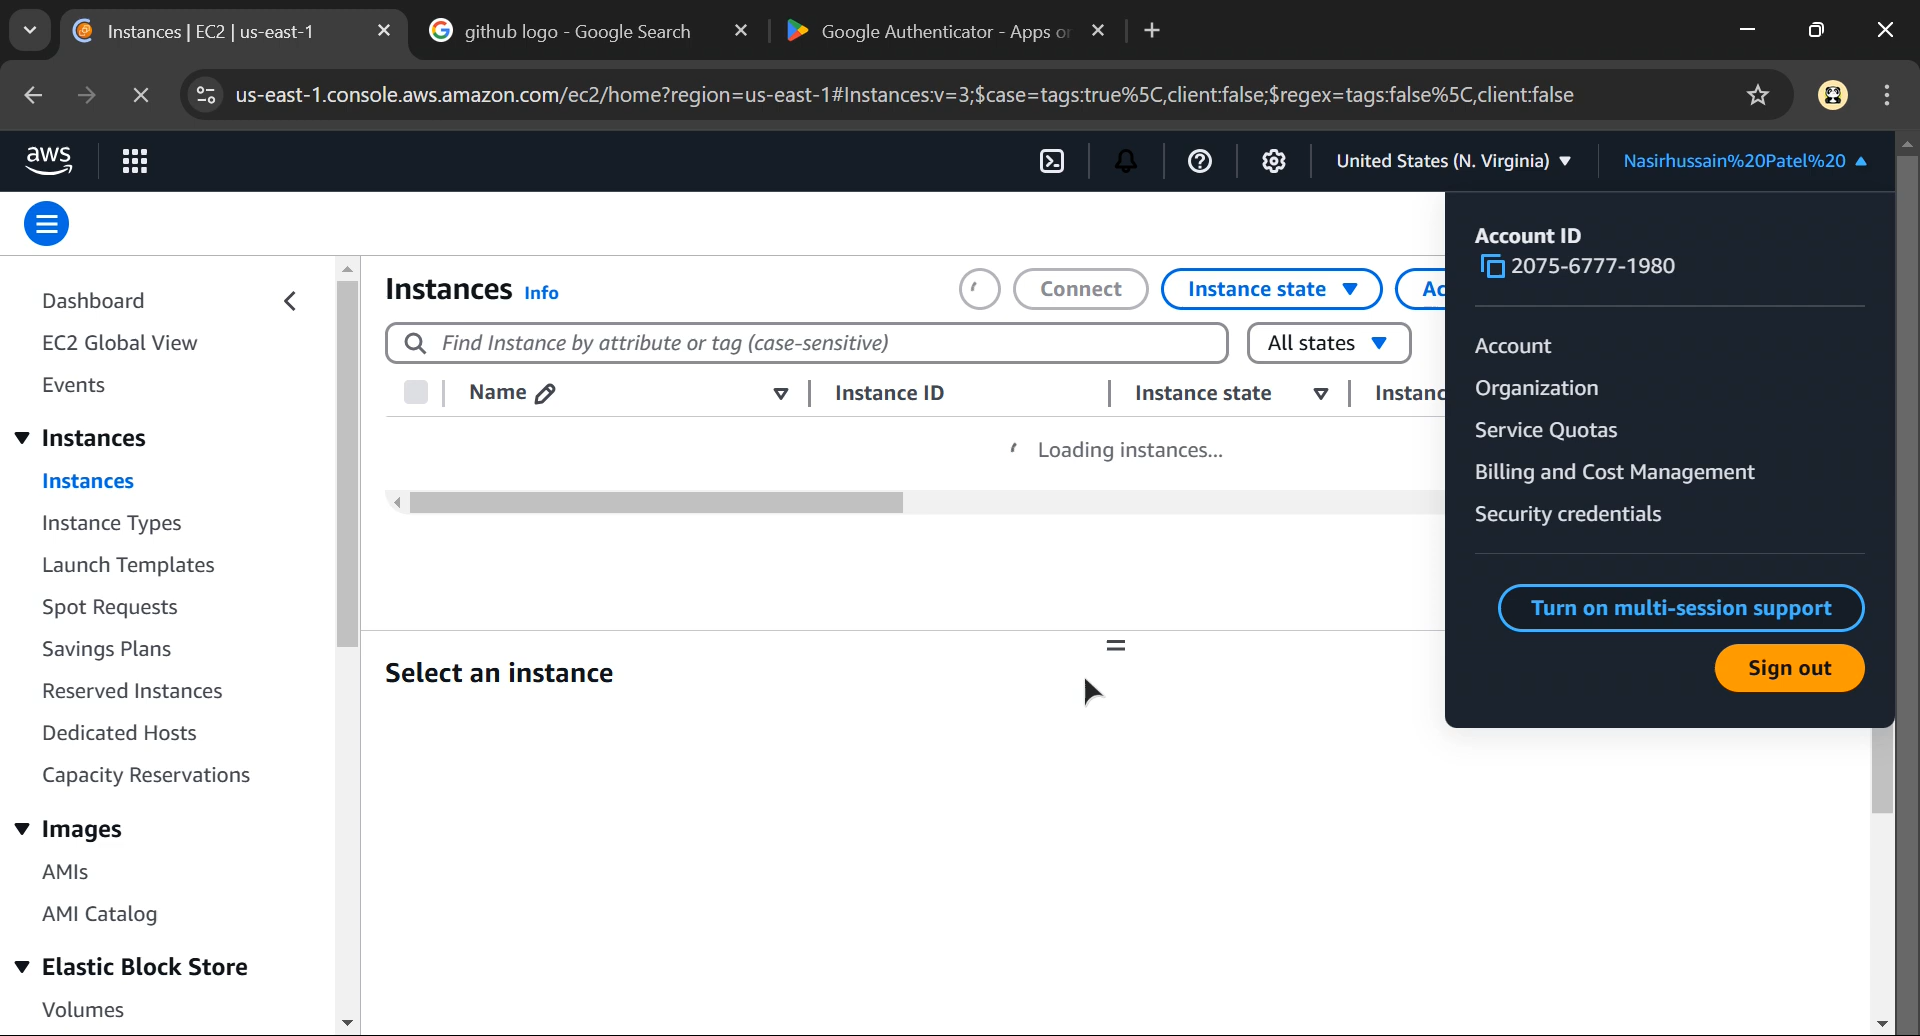 Instances | EC2 | us-east-1
github logo - Google Search
Google Authenticator - Apps on
us-east-1.console.aws.amazon.com/ec2/home?region=us-east-1#Instances:v=3;$case=tags:true%5C,client:false;$regex=tags:false%5C,client:false
aws
United States (N. Virginia)
Nasirhussain%20Patel%20
Account ID
2075-6777-1980
Account
Organization
Service Quotas
Billing and Cost Management
Security credentials
Turn on multi-session support
Sign out
Dashboard
EC2 Global View
Events
Instances
Instances
Instance Types
Launch Templates
Spot Requests
Savings Plans
Reserved Instances
Dedicated Hosts
Capacity Reservations
Images
AMIs
AMI Catalog
Elastic Block Store
Volumes
Instances Info
Connect
Instance state
Ac
Find Instance by attribute or tag (case-sensitive)
All states
Name
Instance ID
Instance state
Instanc
Loading instances...
Select an instance